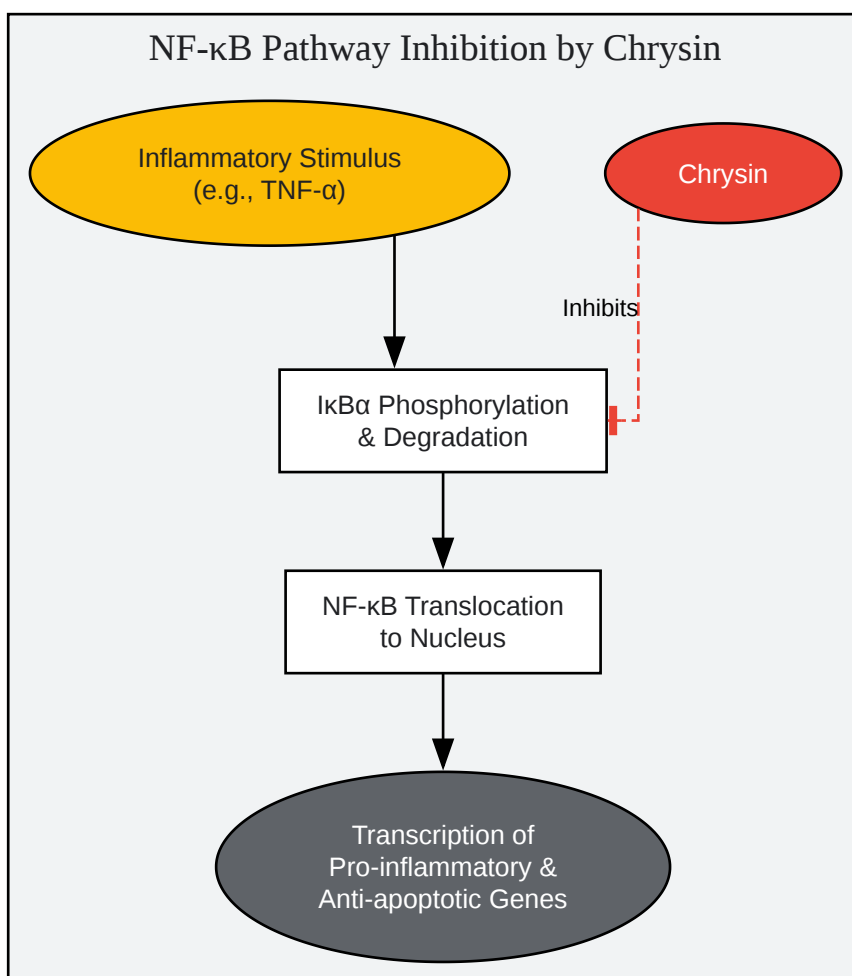 NF-κB Pathway Inhibition by Chrysin
Inflammatory Stimulus
(e.g., TNF-α)
Chrysin
Inhibits
IκBα Phosphorylation
& Degradation
NF-κB Translocation
to Nucleus
Transcription of
Pro-inflammatory &
Anti-apoptotic Genes